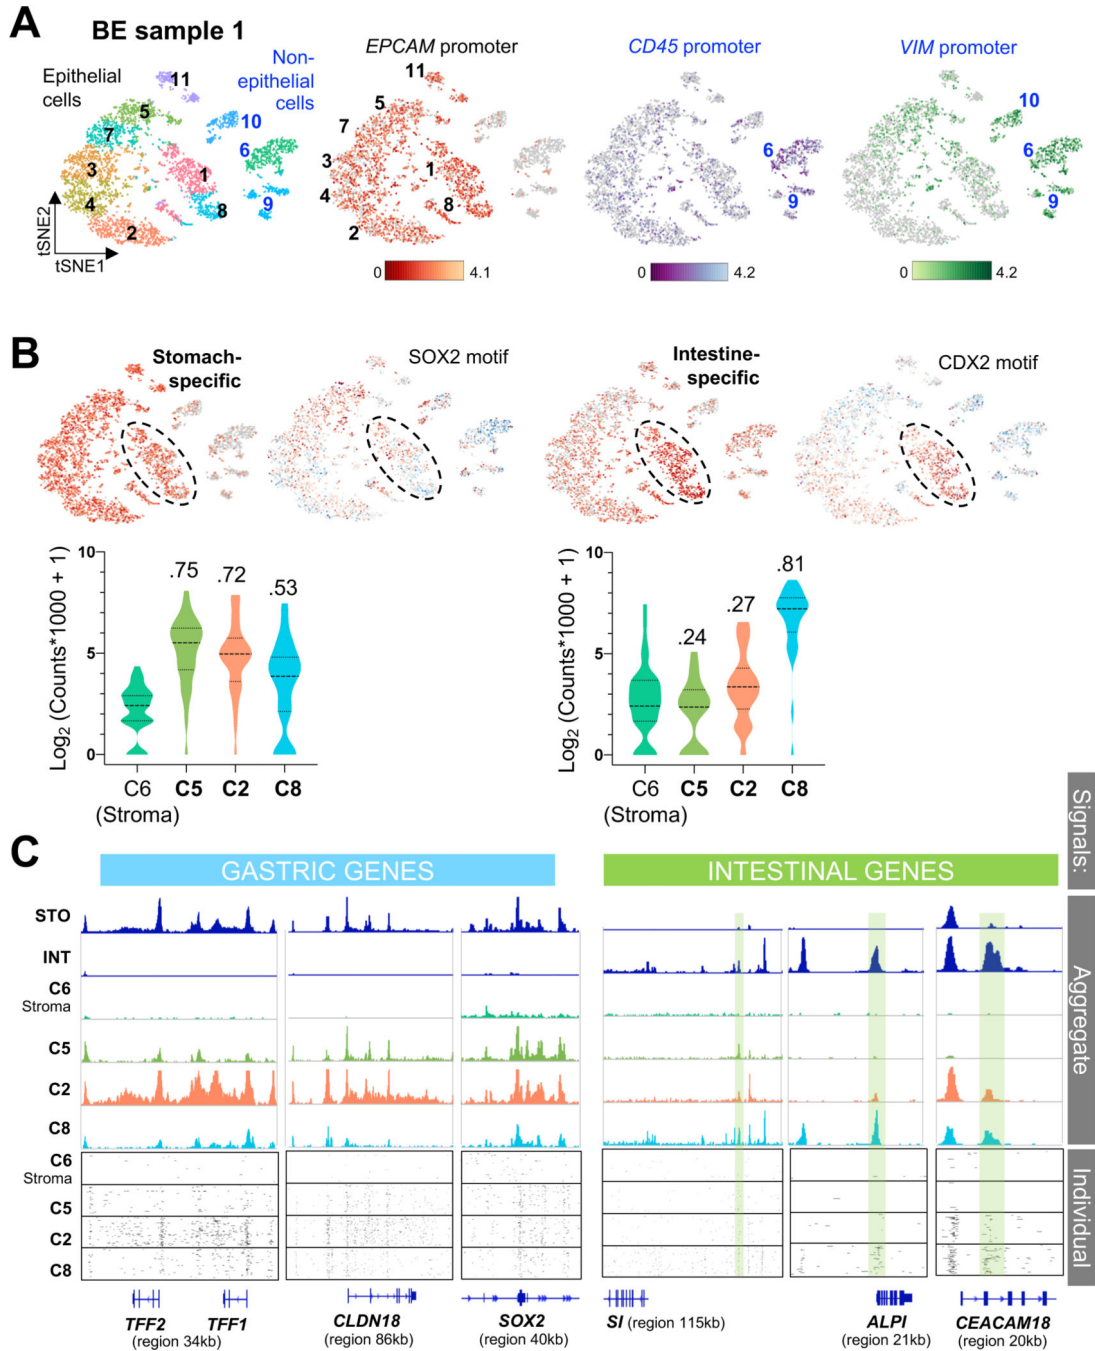 A
BE sample 1
Epithelial
cells
Non-
epithelial
cells
11
5
10
7
6
3
1
4
9
8
2
tSNE2
tSNE1
EPCAM promoter
11
5
7
3
1
4
8
2
0 4.1
CD45 promoter
6
9
0 4.2
VIM promoter
10
6
9
0 4.2
B
Stomach-
specific
SOX2 motif
Intestine-
specific
CDX2 motif
Log2 (Counts*1000 + 1)
10
5
0
.75
.72
.53
C6
(Stroma)
C5
C2
C8
Log2 (Counts*1000 + 1)
10
5
0
.24
.27
.81
C6
(Stroma)
C5
C2
C8
C
GASTRIC GENES
INTESTINAL GENES
Signals:
STO
INT
C6
Stroma
C5
C2
C8
Aggregate
C6
Stroma
C5
C2
C8
Individual
TFF2 TFF1
(region 34kb)
CLDN18
(region 86kb)
SOX2
(region 40kb)
SI (region 115kb)
ALPI
(region 21kb)
CEACAM18
(region 20kb)